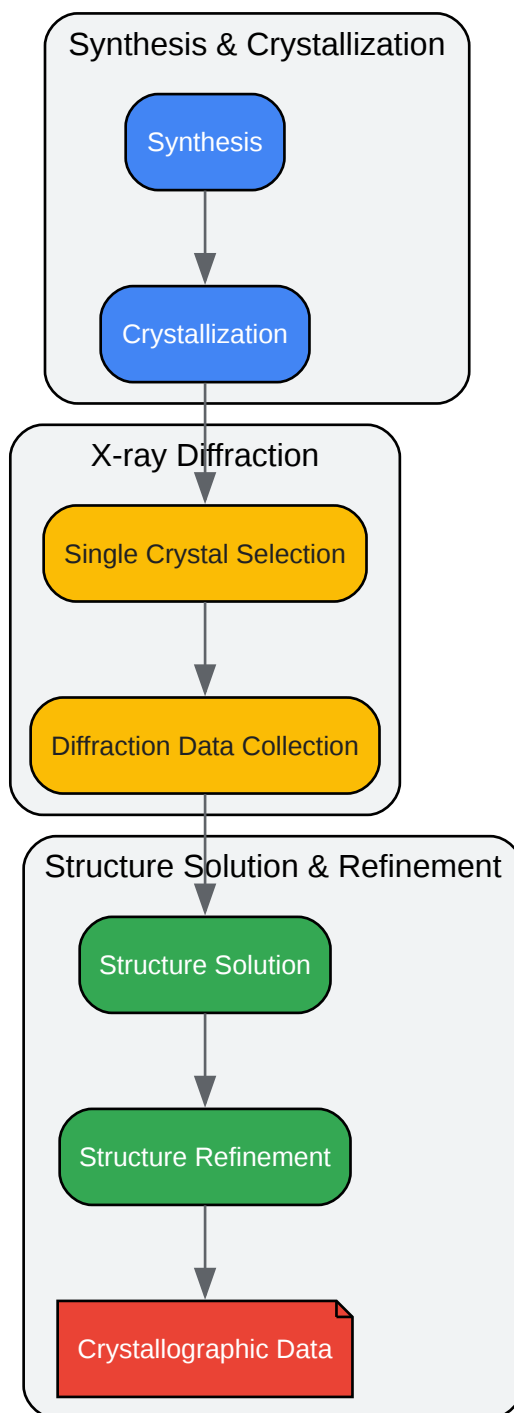 Synthesis & Crystallization
Synthesis
Crystallization
X-ray Diffraction
Single Crystal Selection
Diffraction Data Collection
Structure Solution & Refinement
Structure Solution
Structure Refinement
Crystallographic Data